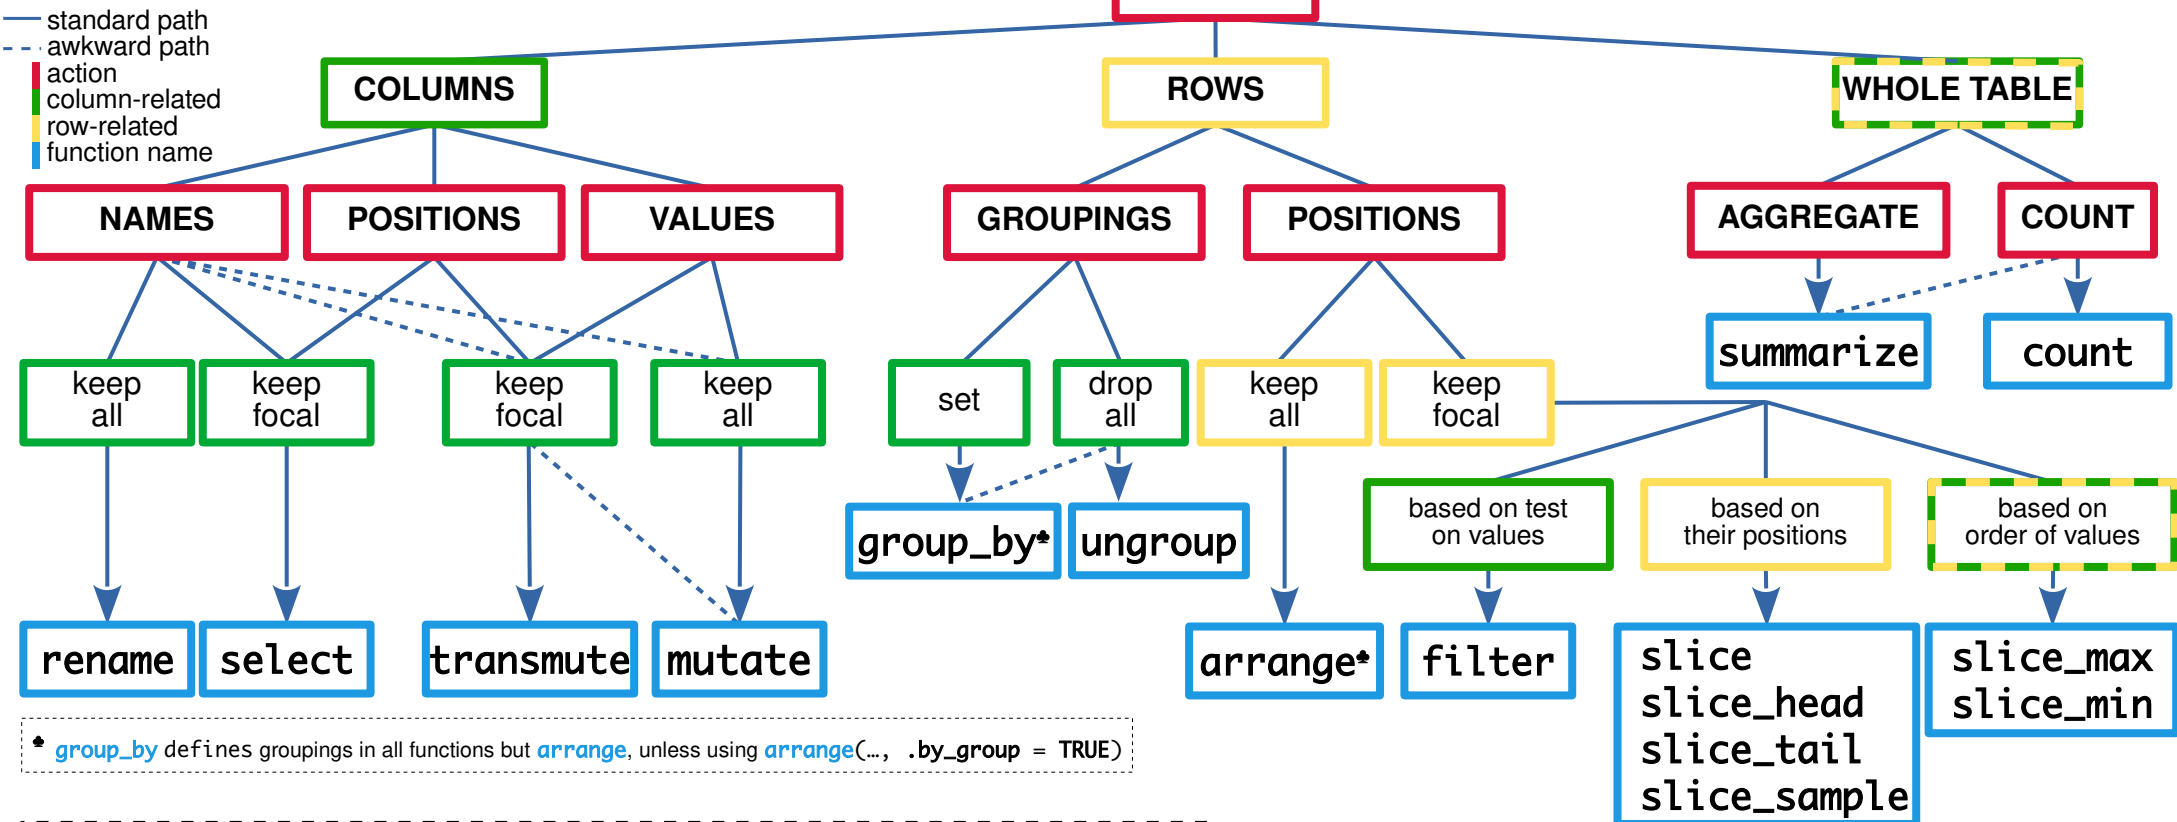 standard path
awkward path
action
column-related
row-related
function name
COLUMNS
ROWS
WHOLE TABLE
NAMES
POSITIONS
VALUES
GROUPINGS
POSITIONS
AGGREGATE
COUNT
summarize
count
keep
all
keep
focal
keep
focal
keep
all
set
drop
all
keep
all
keep
focal
group_by♣
ungroup
based on test
on values
based on
their positions
based on
order of values
rename
select
transmute
mutate
arrange♣
filter
slice
slice_head
slice_tail
slice_sample
slice_max
slice_min
♣ group_by defines groupings in all functions but arrange, unless using arrange(…, .by_group = TRUE)